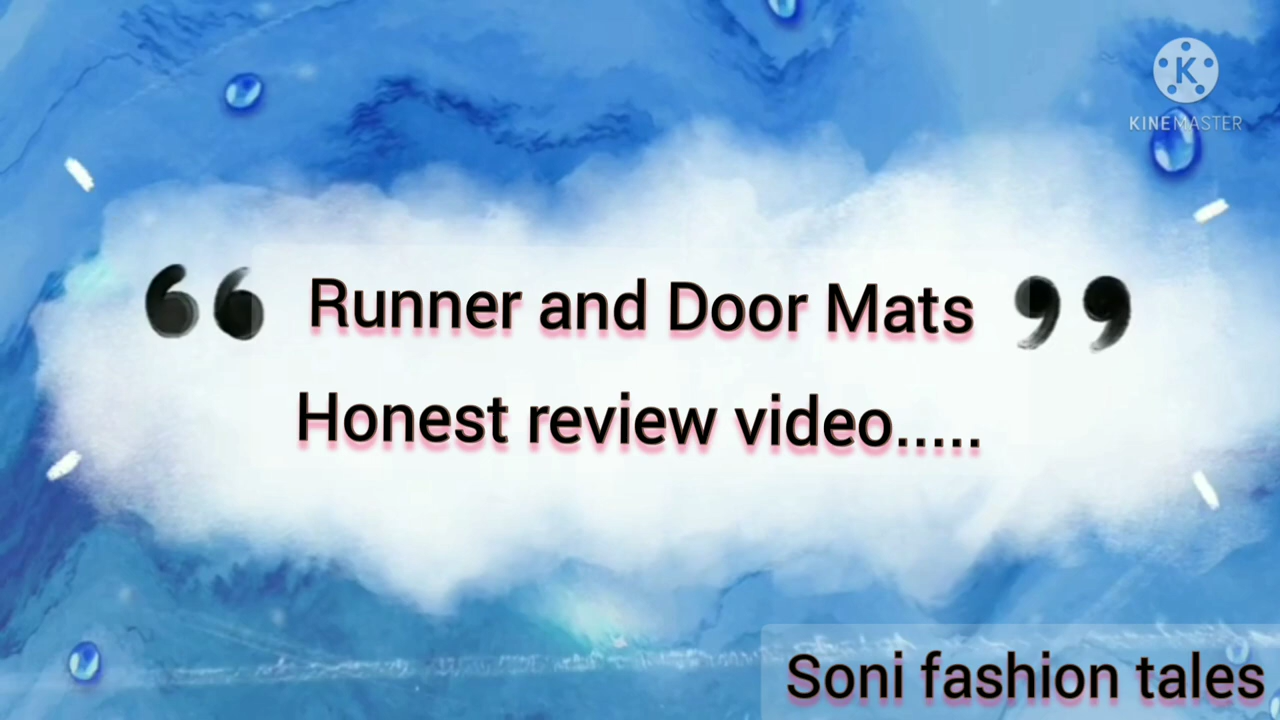 KINEMASTER
“ Runner and Door Mats ”
Honest review video.....
Soni fashion tales